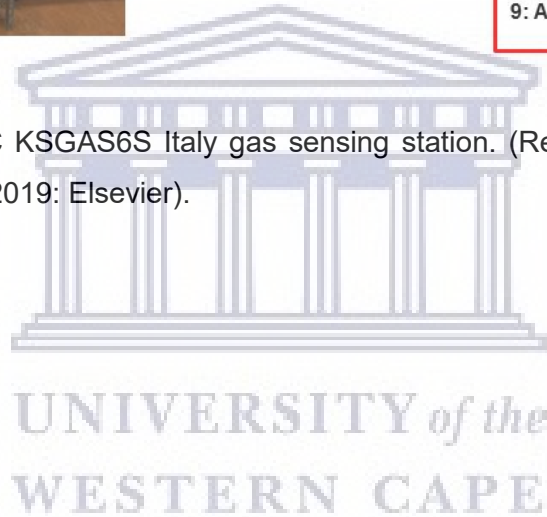 9: A
KSGAS6S Italy gas sensing station. (Re
2019: Elsevier).
UNIVERSITY of the
WESTERN CAPE